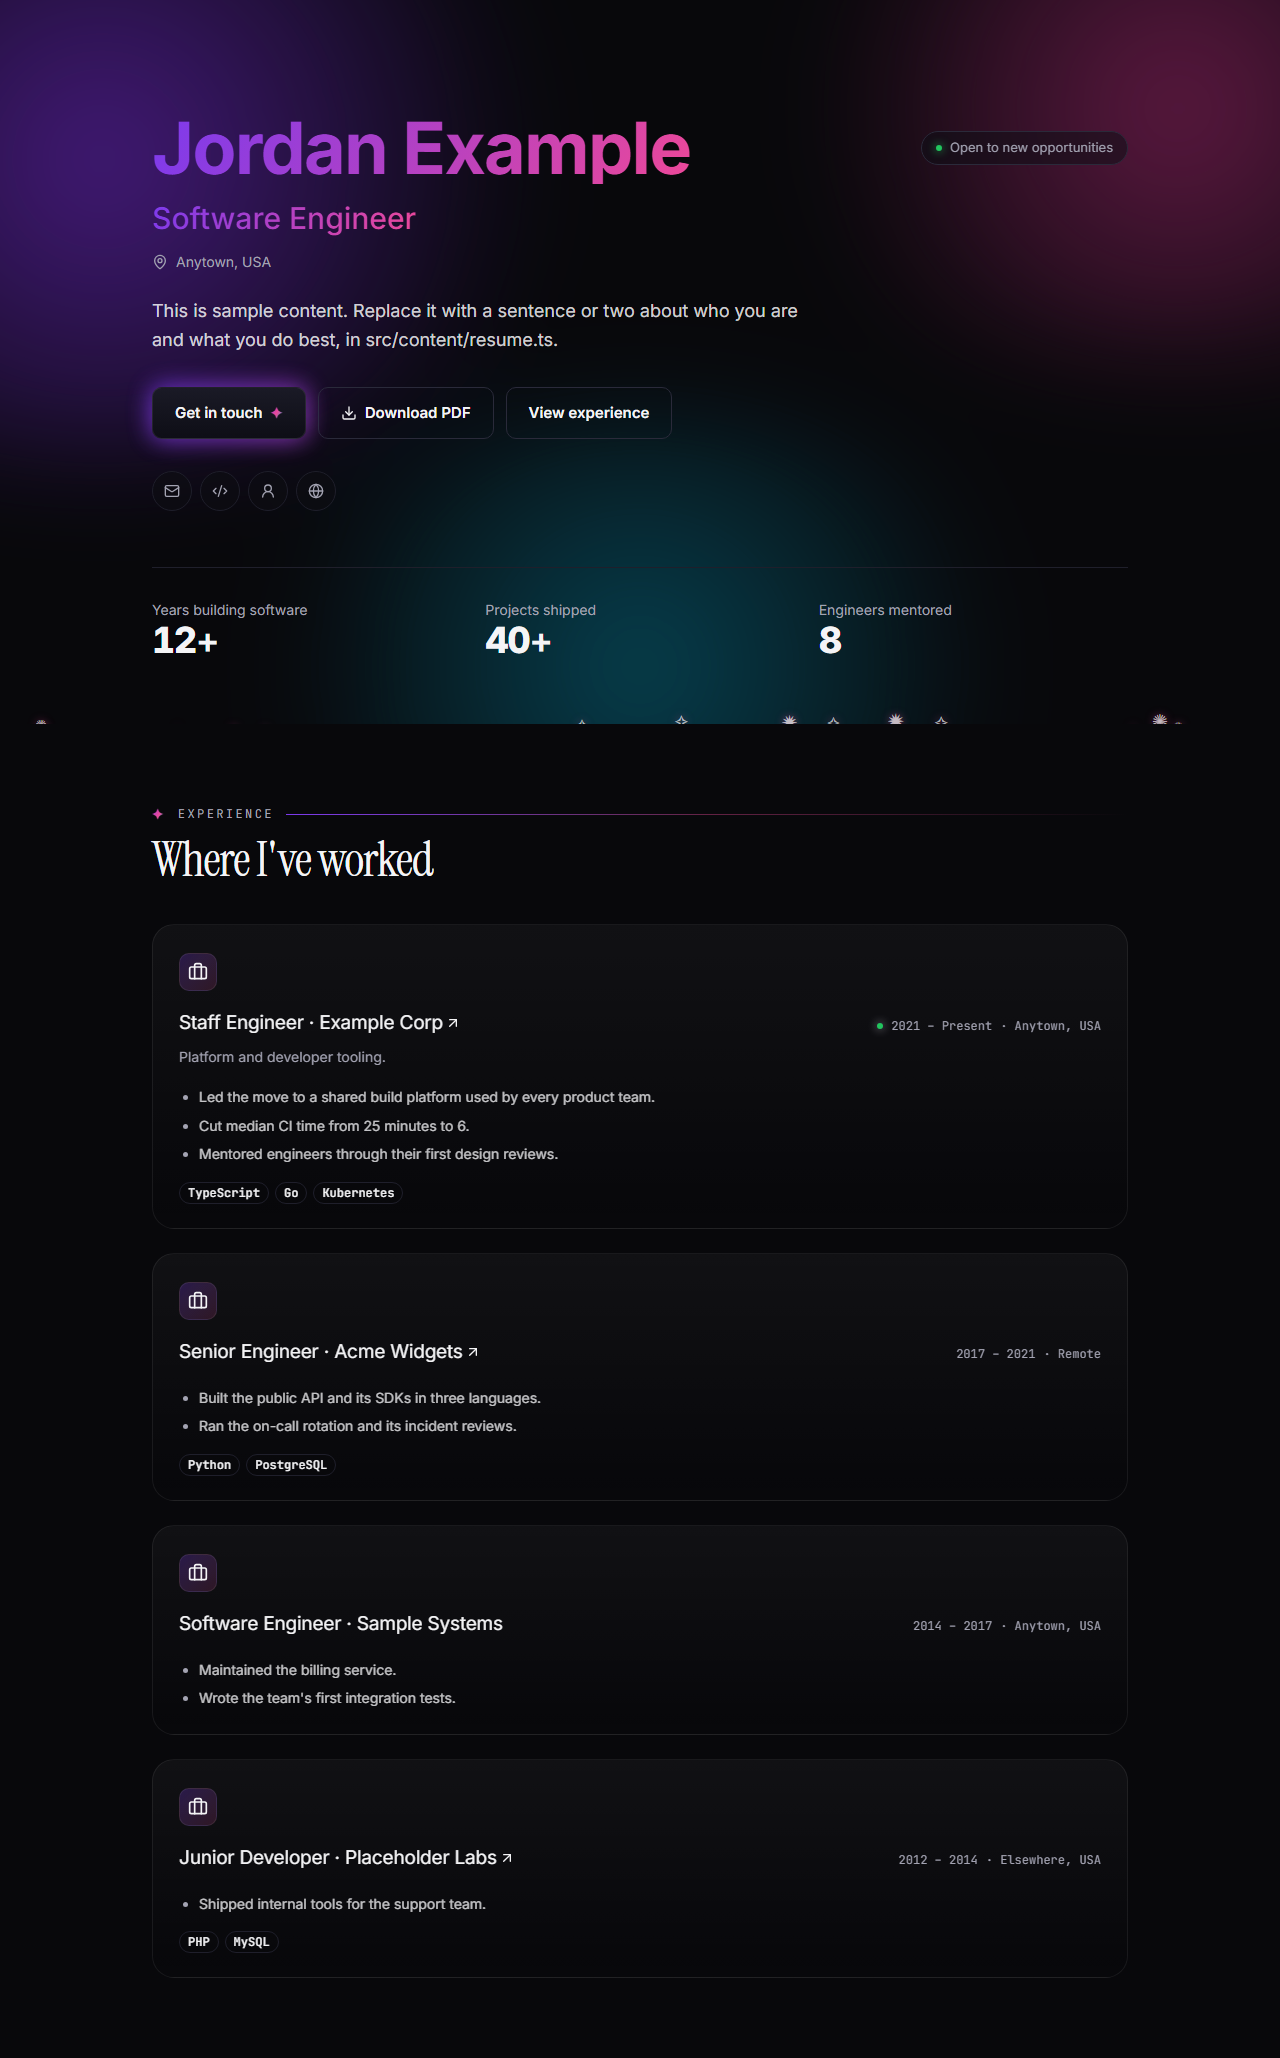 Jordan Example
Open to new opportunities
Software Engineer
Anytown, USA
This is sample content. Replace it with a sentence or two about who you are
and what you do best, in src/content/resume.ts.
Get in touch
Download PDF
View experience
Years building software
12+
Projects shipped
40+
Engineers mentored
8
EXPERIENCE
Where I've worked
Staff Engineer · Example Corp
2021 – Present · Anytown, USA
Platform and developer tooling.
Led the move to a shared build platform used by every product team.
Cut median CI time from 25 minutes to 6.
Mentored engineers through their first design reviews.
TypeScript Go Kubernetes
Senior Engineer · Acme Widgets
2017 – 2021 · Remote
Built the public API and its SDKs in three languages.
Ran the on-call rotation and its incident reviews.
Python PostgreSQL
Software Engineer · Sample Systems
2014 – 2017 · Anytown, USA
Maintained the billing service.
Wrote the team's first integration tests.
Junior Developer · Placeholder Labs
2012 – 2014 · Elsewhere, USA
Shipped internal tools for the support team.
PHP MySQL